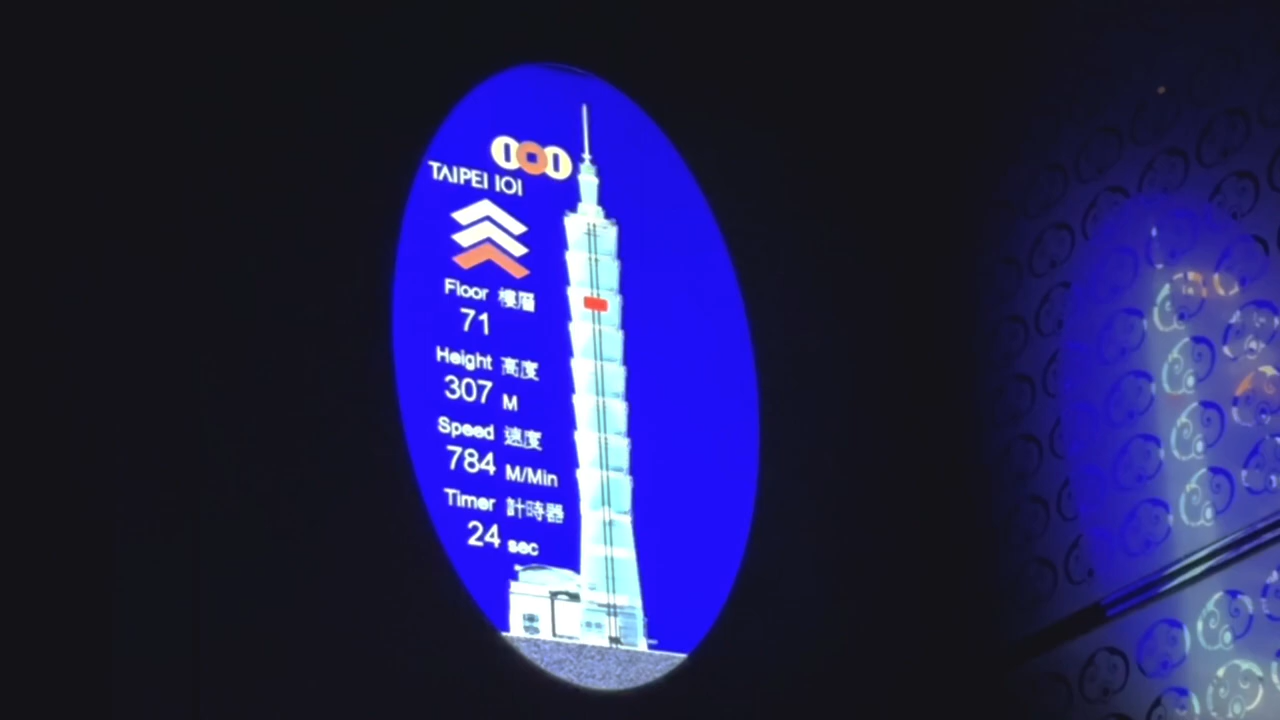 TAIPEI 101
Floor 樓層
71
Height 高度
307 M
Speed 速度
784 M/Min
Timer 計時器
24 sec